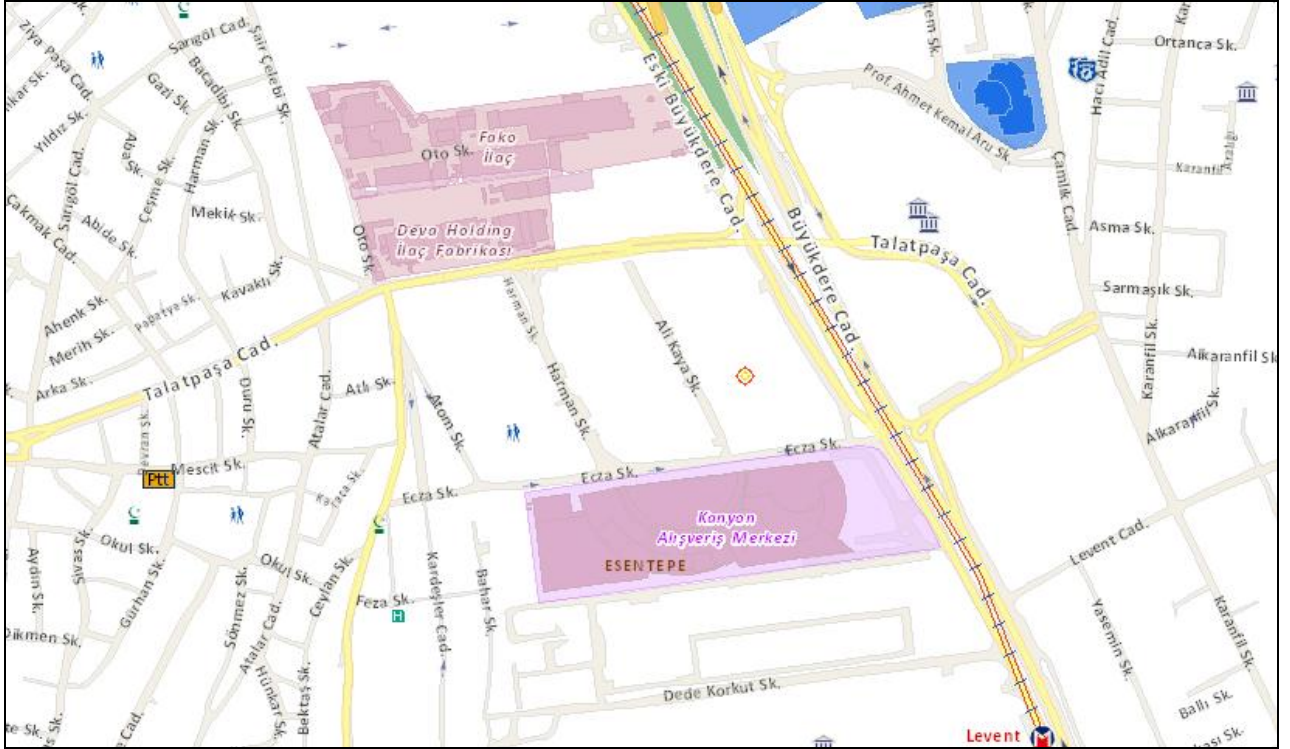 Ziya Paşa Cad.
Sarıgöl Cad.
Şair Çelebi Sk.
Bacadibi Sk.
Gazi Sk.
Yıldız Sk.
Aba Sk.
Harman Sk.
Çeşme Sk.
Sarıgöl Cad.
Çakmak Cad.
Abide Sk.
Mekik Sk.
Oto Sk.
Fako
İlaç
Oto Sk.
Deva Holding
İlaç Fabrikası
Eski Büyükdere Cad.
Büyükdere Cad.
Prof. Ahmet Kemal Aru Sk.
Çamlık Cad.
Hacı Adil Cad.
Ortanca Sk.
Karanfil Aralığı
Asma Sk.
Sarmaşık Sk.
Talatpaşa Cad.
Karanfil Sk.
Alkaranfil Sk
Alkaranfil Sk.
Kavaklı Sk.
Papatya Sk.
Ahenk Sk.
Merih Sk.
Arka Sk.
Talatpaşa Cad.
Duru Sk.
Atalar Cad.
Atlı Sk.
Atom Sk.
Harman Sk.
Harman Sk.
Ali Kaya Sk.
Ecza Sk.
Ecza Sk.
Ecza Sk.
Mescit Sk.
Ptt
Kanyon
Alışveriş Merkezi
ESENTEPE
Okul Sk.
Okul Sk.
Sivas Sk.
Aydın Sk.
Gürhan Sk.
Sönmez Sk.
Atalar Cad.
Ceylan Sk.
Hünkar Sk.
Bektaş Sk.
Feza Sk.
H
Kardeşler Cad.
Bahar Sk.
Dikmen Sk.
Dede Korkut Sk.
Levent Cad.
Yasemin Sk.
Karanfil Sk.
Ballı Sk.
Levent
M